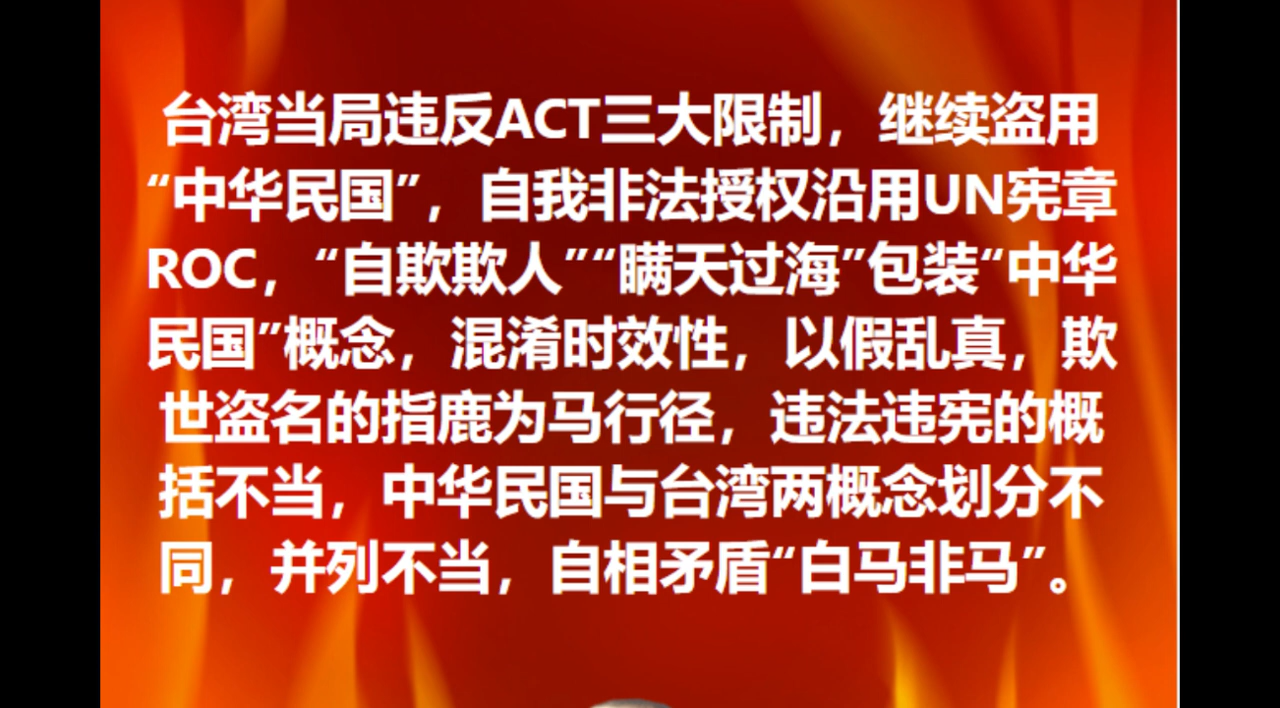 台湾当局违反ACT三大限制，继续盗用
“中华民国”，自我非法授权沿用UN宪章
ROC，“自欺欺人”“瞒天过海”包装“中华
民国”概念，混淆时效性，以假乱真，欺
世盗名的指鹿为马行径，违法违宪的概
括不当，中华民国与台湾两概念划分不
同，并列不当，自相矛盾“白马非马”。